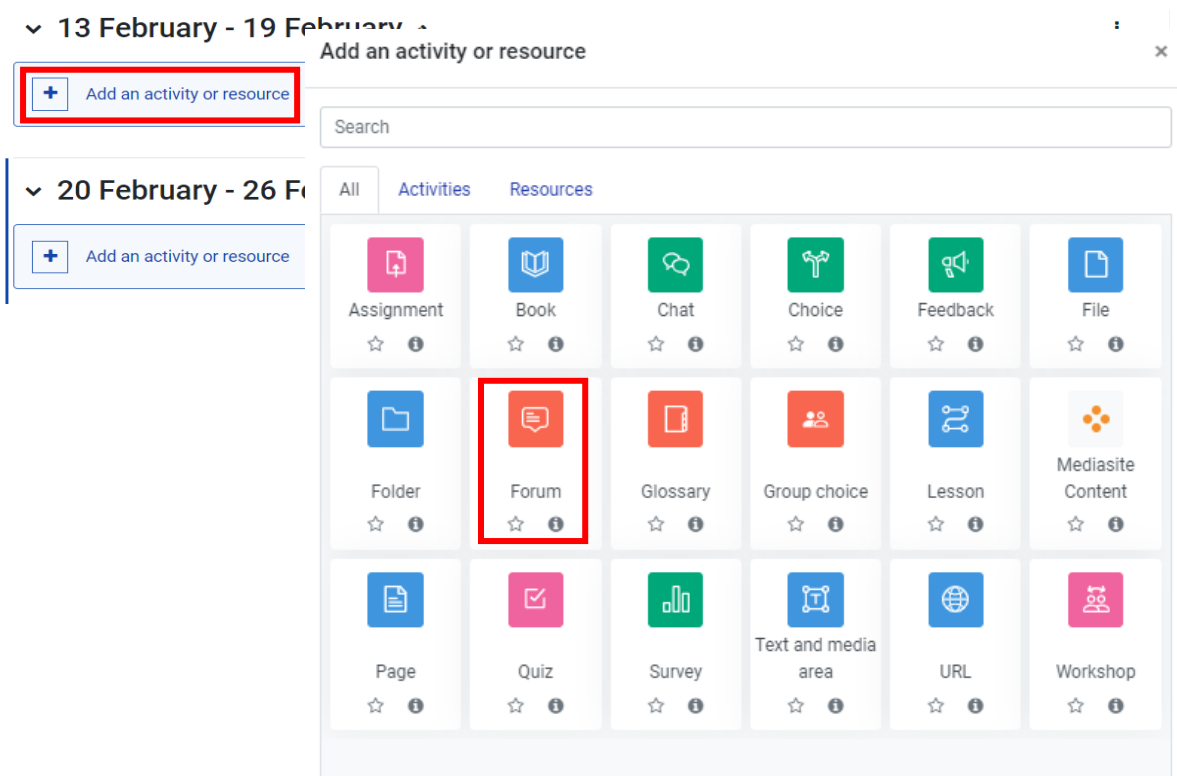 13 February - 19 February
Add an activity or resource
20 February - 26
Add an activity or resource
Add an activity or resource
×
Search
All Activities Resources
Assignment Book Chat Choice Feedback File
Folder Forum Glossary Group choice Lesson Mediasite Content
Page Quiz Survey Text and media area URL Workshop